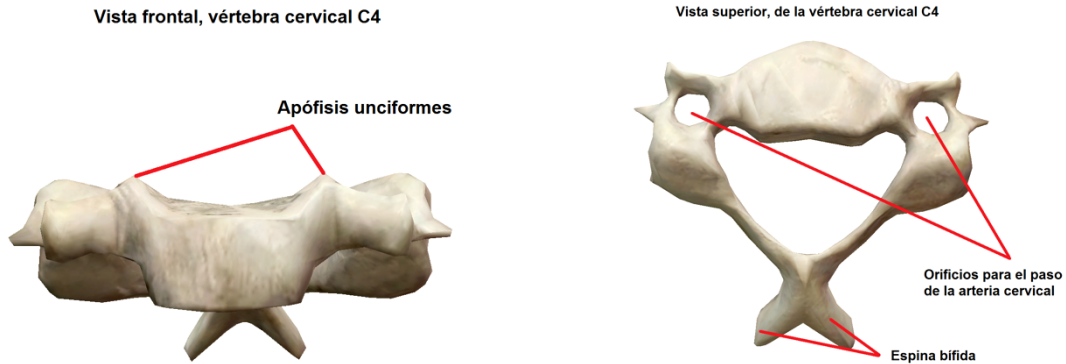 Vista frontal, vértebra cervical C4
Apófisis unciformes
Vista superior, de la vértebra cervical C4
Orificios para el paso
de la arteria cervical
Espina bífida